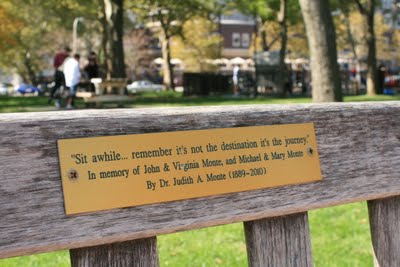 "Sit awhile... remember it's not the destination it's the journey."
In memory of John & Virginia Monte, and Michael & Mary Monte
By Dr. Judith A. Monte (1889-2010)